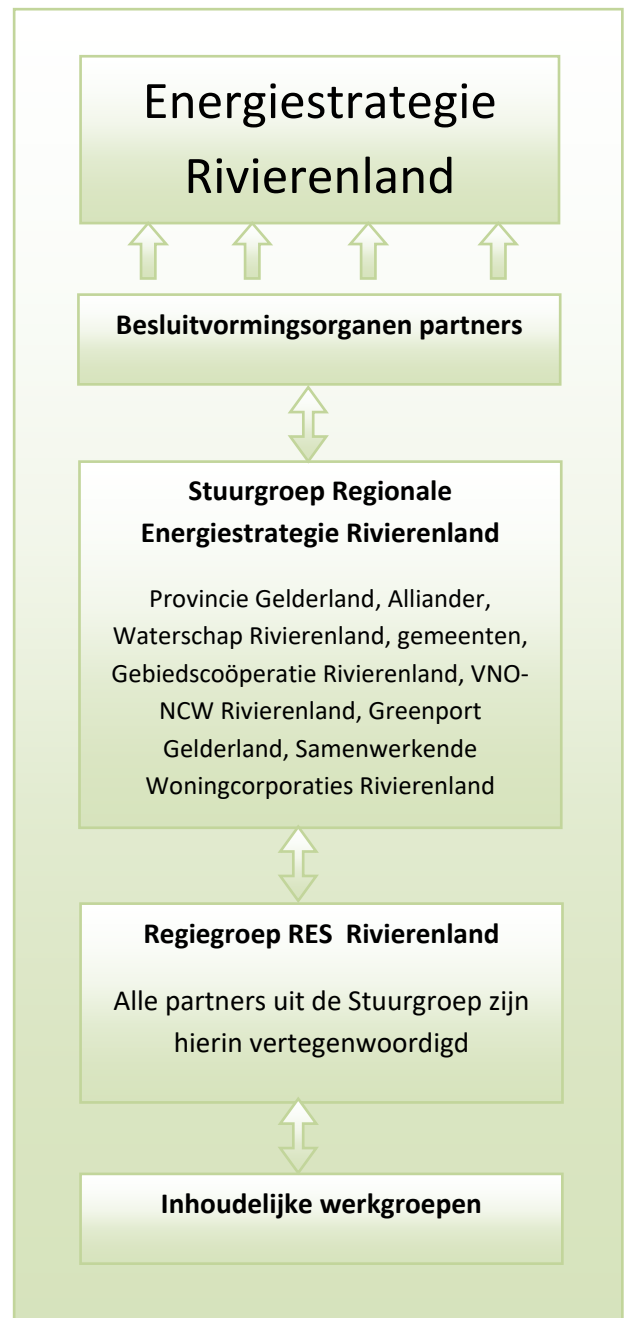 Energiestrategie
Rivierenland
Besluitvormingsorganen partners
Stuurgroep Regionale
Energiestrategie Rivierenland
Provincie Gelderland, Alliander,
Waterschap Rivierenland, gemeenten,
Gebiedscoöperatie Rivierenland, VNO-
NCW Rivierenland, Greenport
Gelderland, Samenwerkende
Woningcorporaties Rivierenland
Regiegroep RES  Rivierenland
Alle partners uit de Stuurgroep zijn
hierin vertegenwoordigd
Inhoudelijke werkgroepen